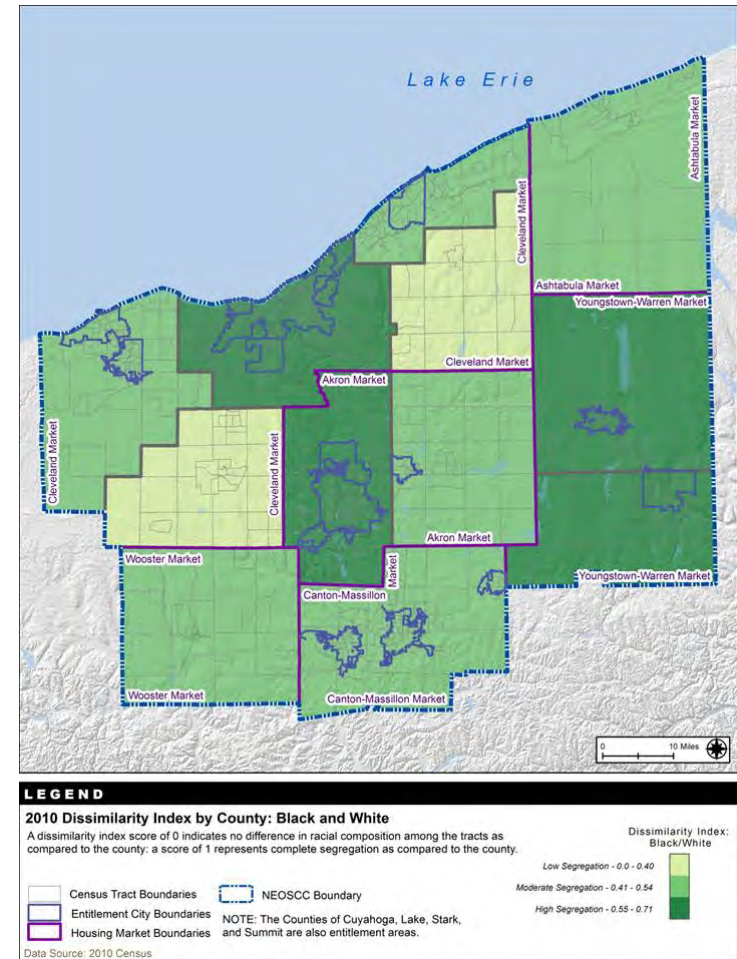 Lake Erie
Ashtabula Market
Cleveland Market
Ashtabula Market
Youngstown-Warren Market
Cleveland Market
Akron Market
Cleveland Market
Cleveland Market
Akron Market
Wooster Market
Market
Canton-Massillon
Youngstown-Warren Market
Wooster Market
Canton-Massillon Market
0 10 Miles
LEGEND
2010 Dissimilarity Index by County: Black and White
A dissimilarity index score of 0 indicates no difference in racial composition among the tracts as
compared to the county: a score of 1 represents complete segregation as compared to the county.
Dissimilarity Index:
Black/White
Low Segregation - 0.0 - 0.40
Moderate Segregation - 0.41 - 0.54
High Segregation - 0.55 - 0.71
Census Tract Boundaries
Entitlement City Boundaries
Housing Market Boundaries
NEOSCC Boundary
NOTE: The Counties of Cuyahoga, Lake, Stark,
and Summit are also entitlement areas.
Data Source: 2010 Census